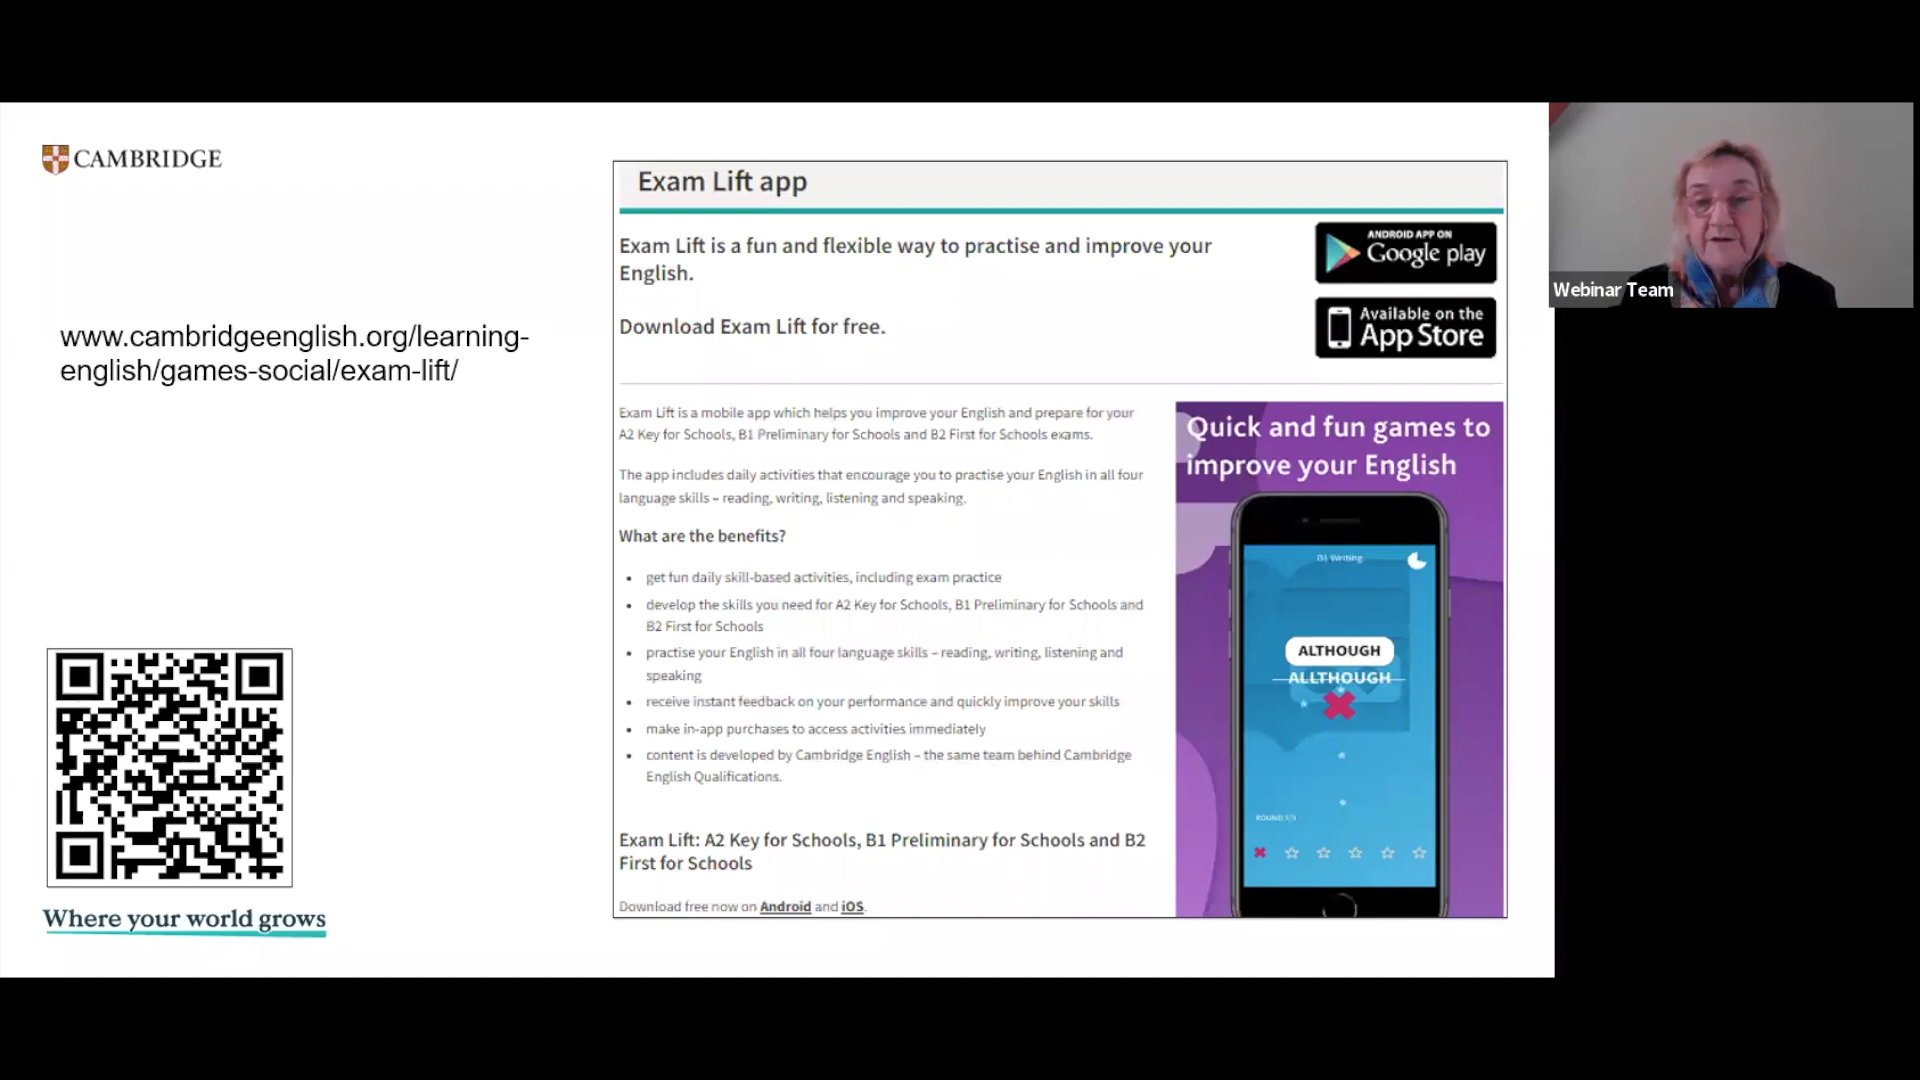 CAMBRIDGE
www.cambridgeenglish.org/learning-
english/games-social/exam-lift/
Where your world grows
Exam Lift app
Exam Lift is a fun and flexible way to practise and improve your
English.
Download Exam Lift for free.
ANDROID APP ON
Google play
Available on the
App Store
Exam Lift is a mobile app which helps you improve your English and prepare for your
A2 Key for Schools, B1 Preliminary for Schools and B2 First for Schools exams.
The app includes daily activities that encourage you to practise your English in all four
language skills – reading, writing, listening and speaking.
What are the benefits?
• get fun daily skill-based activities, including exam practice
• develop the skills you need for A2 Key for Schools, B1 Preliminary for Schools and
B2 First for Schools
• practise your English in all four language skills – reading, writing, listening and
speaking
• receive instant feedback on your performance and quickly improve your skills
• make in-app purchases to access activities immediately
• content is developed by Cambridge English – the same team behind Cambridge
English Qualifications.
Exam Lift: A2 Key for Schools, B1 Preliminary for Schools and B2
First for Schools
Download free now on Android and iOS.
Quick and fun games to
improve your English
Writing
ALTHOUGH
ALLTHOUGH
ROUND
Webinar Team